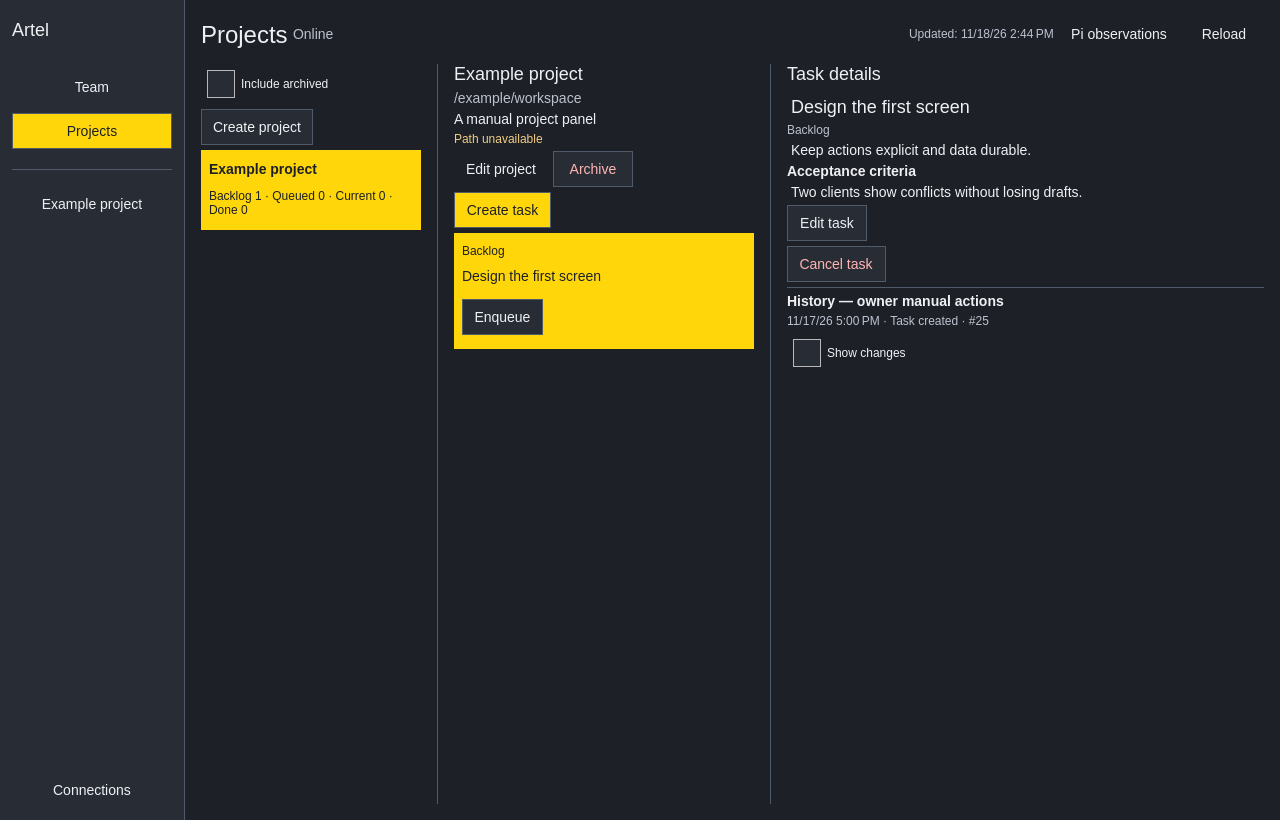 Artel
Team
Projects
Example project
Connections
Projects Online
Updated: 11/18/26 2:44 PM
Pi observations
Reload
Include archived
Create project
Example project
Backlog 1 · Queued 0 · Current 0 ·
Done 0
Example project
/example/workspace
A manual project panel
Path unavailable
Edit project
Archive
Create task
Backlog
Design the first screen
Enqueue
Task details
Design the first screen
Backlog
Keep actions explicit and data durable.
Acceptance criteria
Two clients show conflicts without losing drafts.
Edit task
Cancel task
History — owner manual actions
11/17/26 5:00 PM · Task created · #25
Show changes